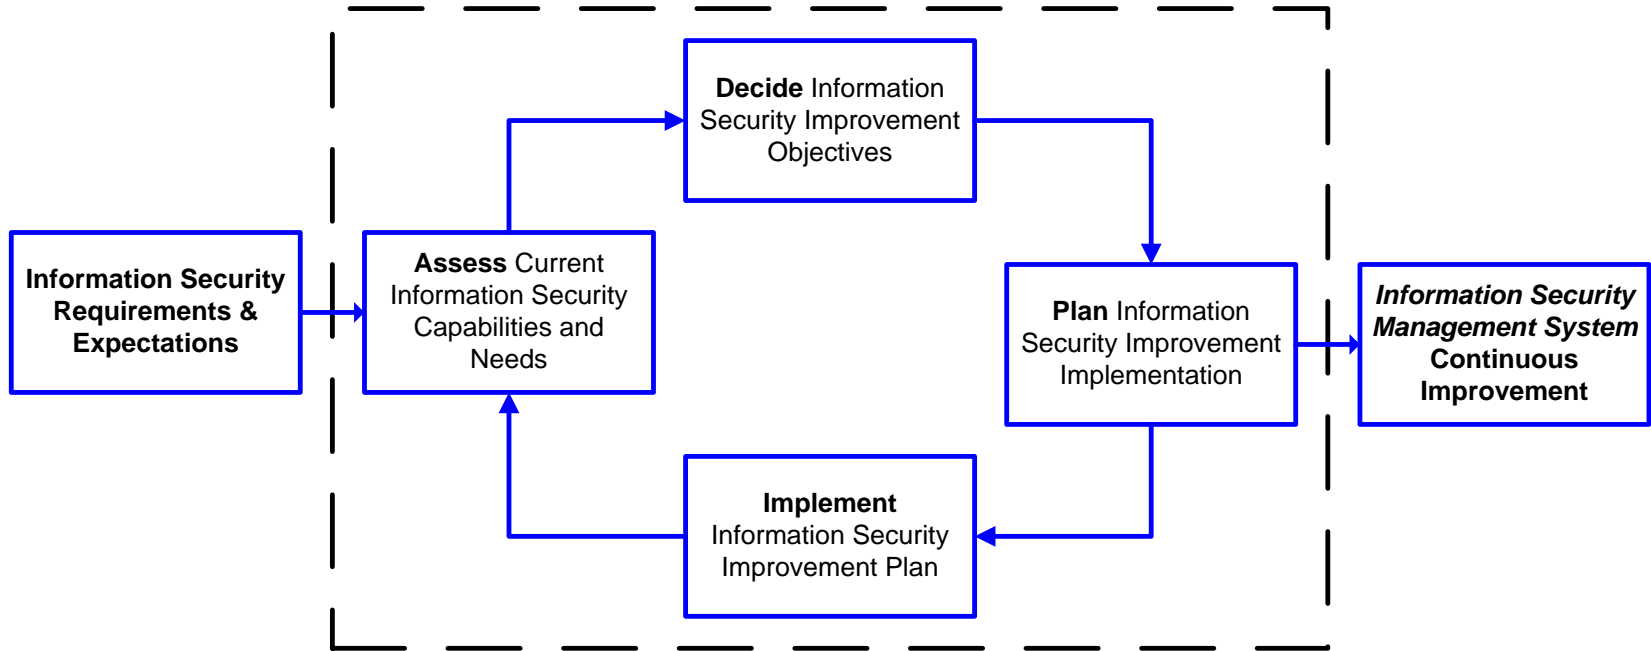 Decide Information
Security Improvement
Objectives
Information Security
Requirements &
Expectations
Assess Current
Information Security
Capabilities and
Needs
Plan Information
Security Improvement
Implementation
Information Security
Management System
Continuous
Improvement
Implement
Information Security
Improvement Plan